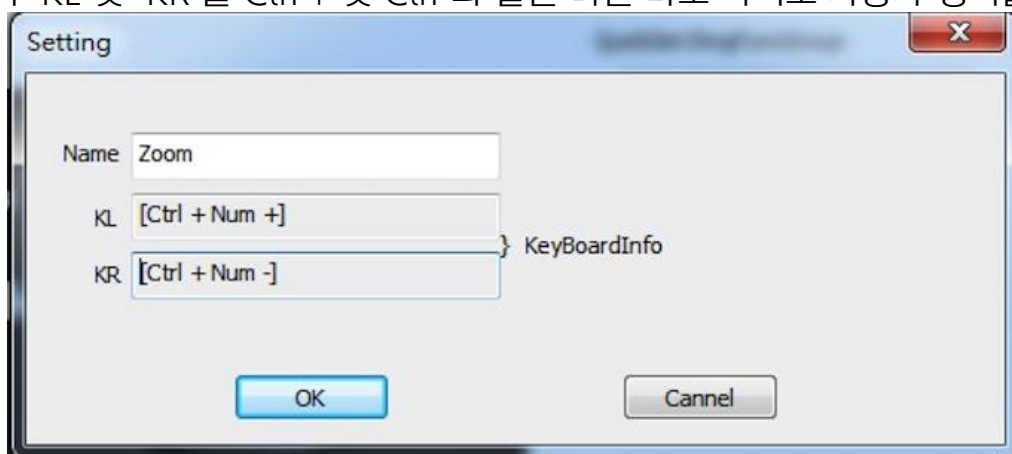 Setting
Name Zoom
KL [Ctrl + Num +]
} KeyBoardInfo
KR [Ctrl + Num -]
OK Cannel